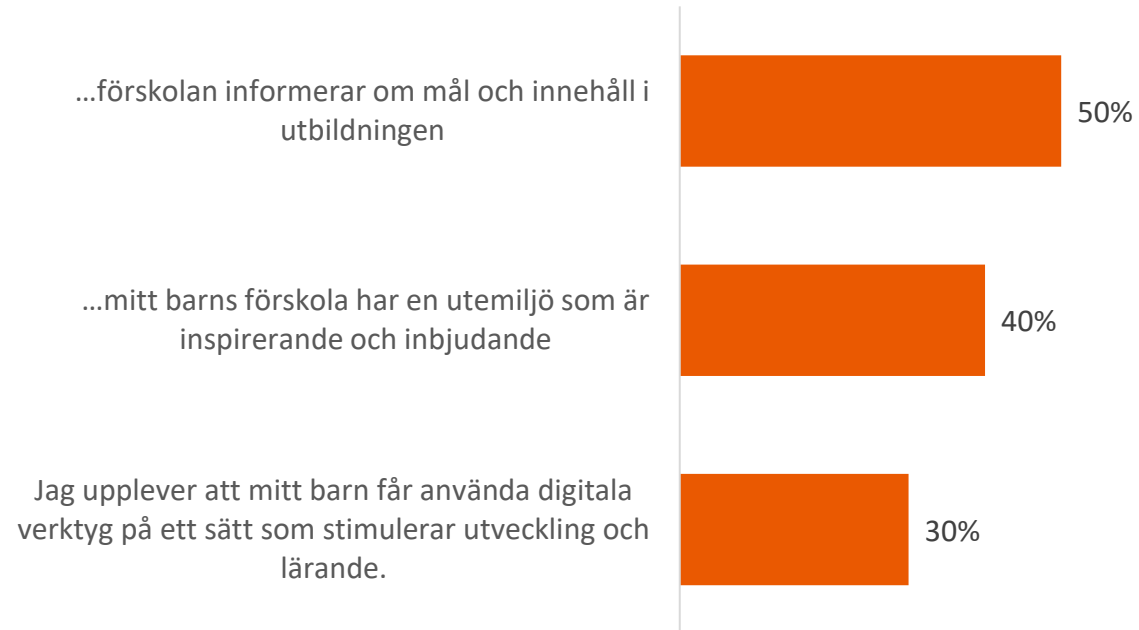 …förskolan informerar om mål och innehåll i
utbildningen
50%
…mitt barns förskola har en utemiljö som är
inspirerande och inbjudande
40%
Jag upplever att mitt barn får använda digitala
verktyg på ett sätt som stimulerar utveckling och
lärande.
30%